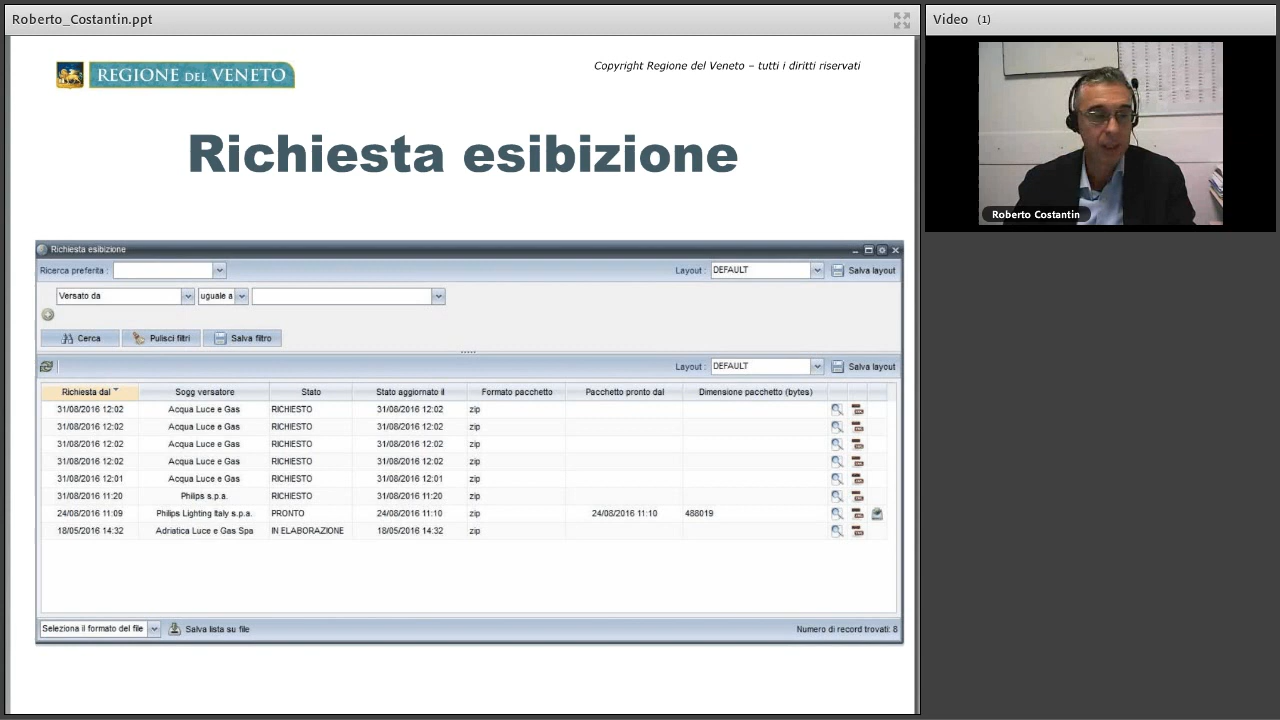 Roberto_Costantin.ppt
Video (1)
REGIONE DEL VENETO
Copyright Regione del Veneto – tutti i diritti riservati
Roberto Costantin
Richiesta esibizione
Richiesta esibizione
Ricerca preferita :
Layout : DEFAULT Salva layout
Versato da uguale a
Cerca Pulisci filtri Salva filtro
Layout : DEFAULT Salva layout
Richiesta dal Sogg versatore Stato Stato aggiornato il Formato pacchetto Pacchetto pronto dal Dimensione pacchetto (bytes)
31/08/2016 12:02 Acqua Luce e Gas RICHIESTO 31/08/2016 12:02 zip
31/08/2016 12:02 Acqua Luce e Gas RICHIESTO 31/08/2016 12:02 zip
31/08/2016 12:02 Acqua Luce e Gas RICHIESTO 31/08/2016 12:02 zip
31/08/2016 12:02 Acqua Luce e Gas RICHIESTO 31/08/2016 12:02 zip
31/08/2016 12:01 Acqua Luce e Gas RICHIESTO 31/08/2016 12:01 zip
31/08/2016 11:20 Philips s.p.a. RICHIESTO 31/08/2016 11:20 zip
24/08/2016 11:09 Philips Lighting Italy s.p.a. PRONTO 24/08/2016 11:10 zip 24/08/2016 11:10 488019
18/05/2016 14:32 Adriatica Luce e Gas Spa IN ELABORAZIONE 18/05/2016 14:32 zip
Seleziona il formato del file Salva lista su file Numero di record trovati: 8